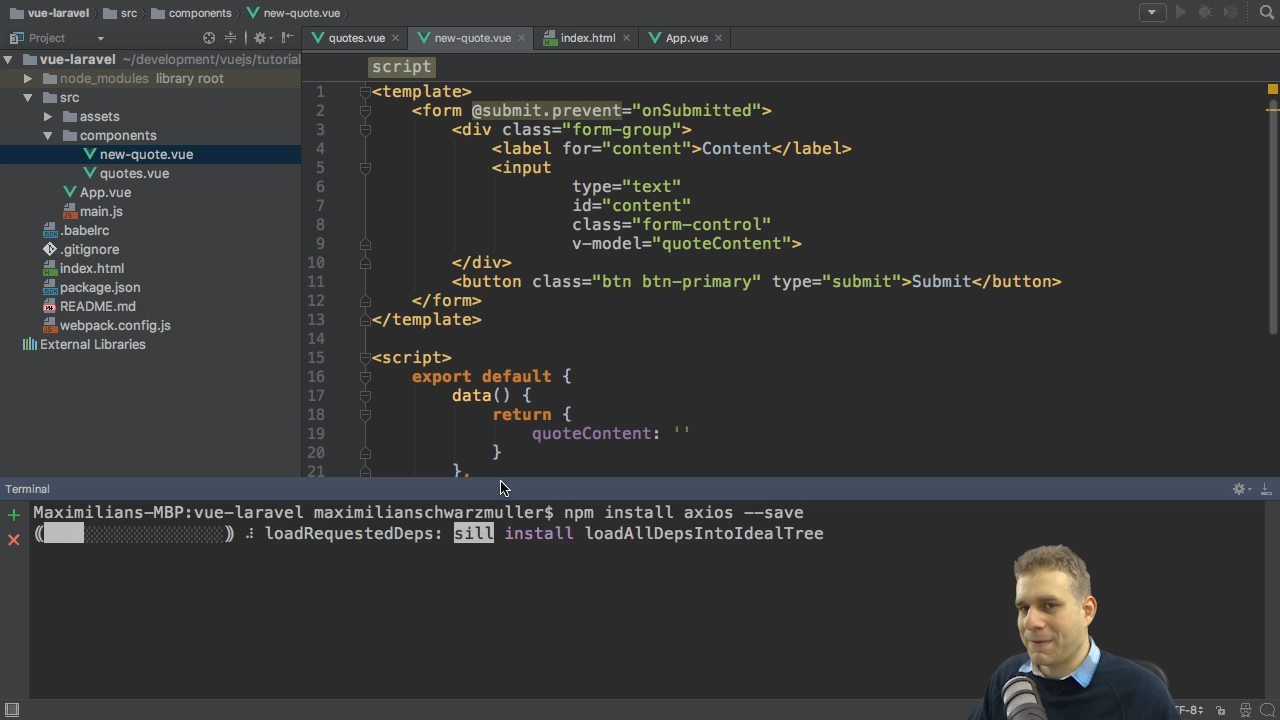 vue-laravel src components new-quote.vue
Project
quotes.vue new-quote.vue index.html App.vue
vue-laravel ~/development/vuejs/tutorial
node_modules library root
src
assets
components
new-quote.vue
quotes.vue
App.vue
main.js
.babelrc
.gitignore
index.html
package.json
README.md
webpack.config.js
External Libraries
script
1 <template>
2 <form @submit.prevent="onSubmitted">
3 <div class="form-group">
4 <label for="content">Content</label>
5 <input
6 type="text"
7 id="content"
8 class="form-control"
9 v-model="quoteContent">
10 </div>
11 <button class="btn btn-primary" type="submit">Submit</button>
12 </form>
13 </template>
14
15 <script>
16 export default {
17 data() {
18 return {
19 quoteContent: ''
20 }
21 },
Terminal
Maximilians-MBP:vue-laravel maximilianschwarzmuller$ npm install axios --save
loadRequestedDeps: sill install loadAllDepsIntoIdealTree
TF-8